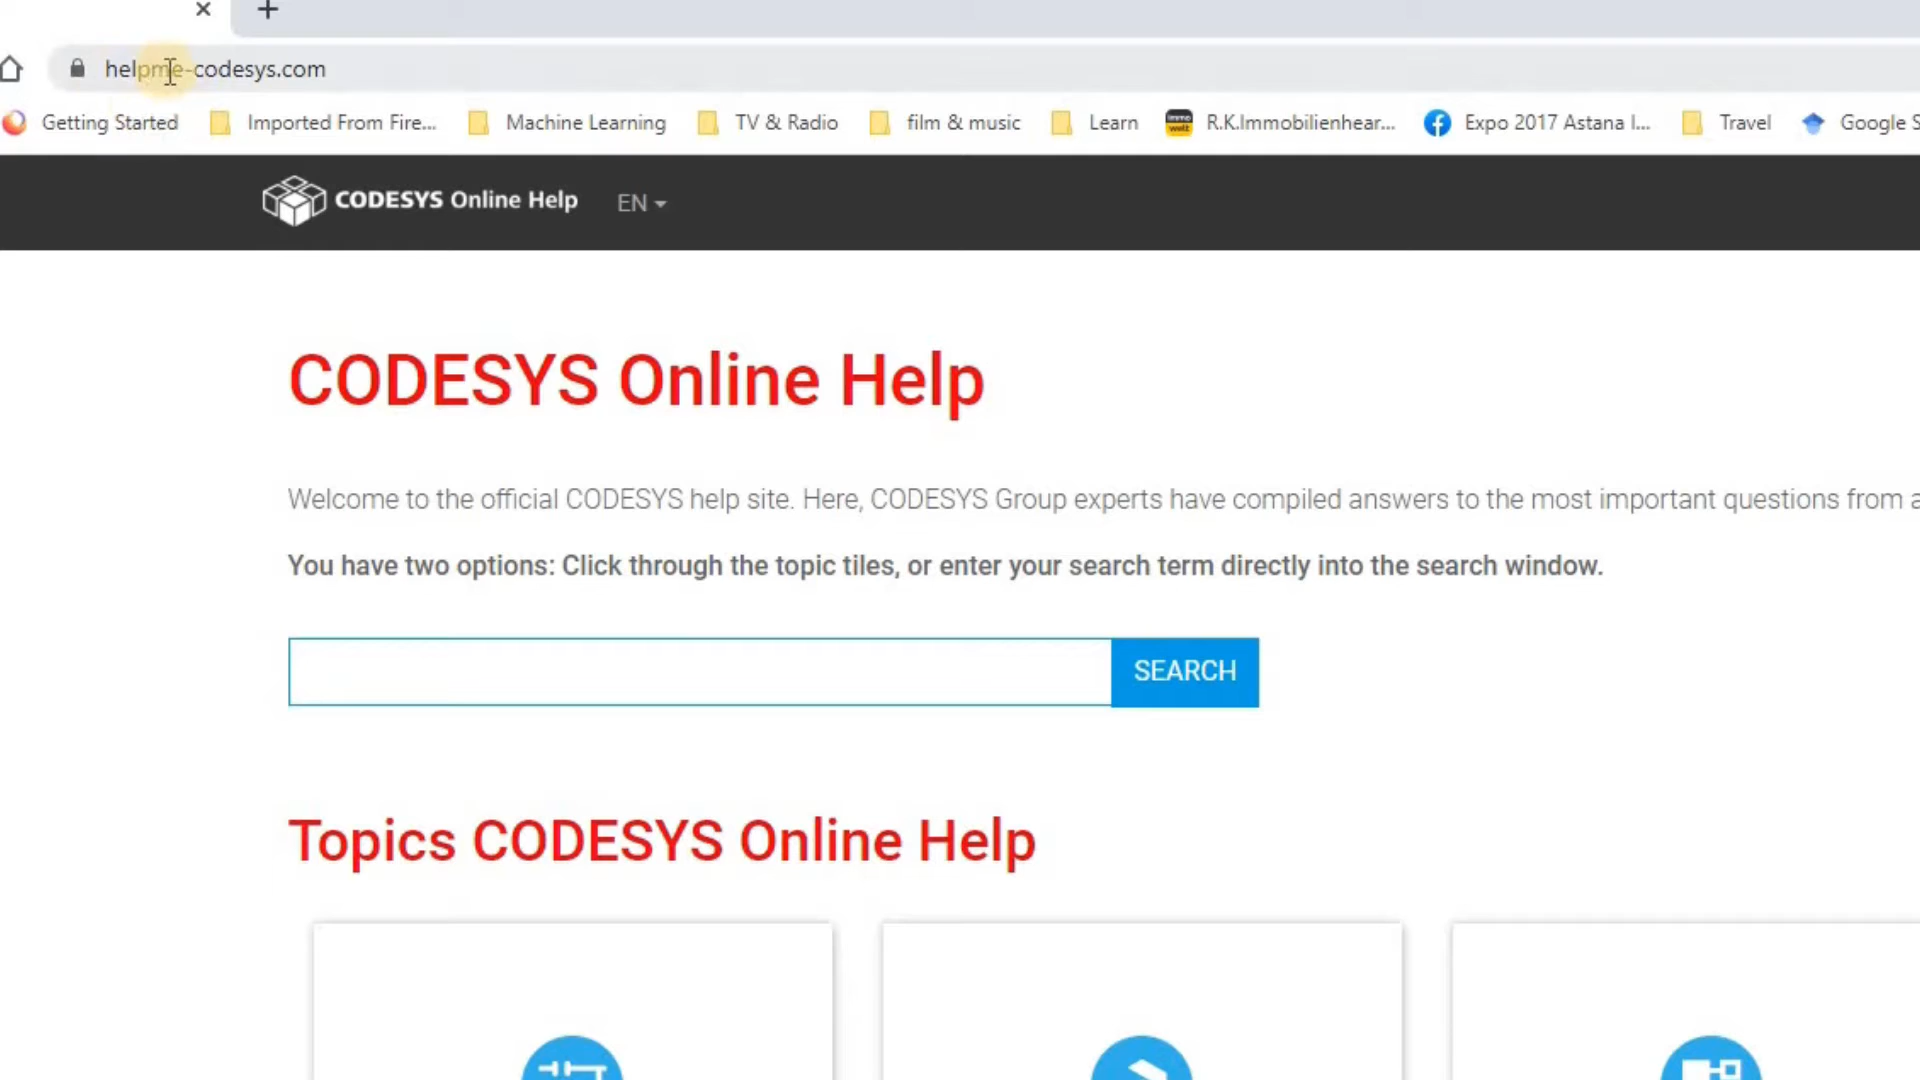 helpme-codesys.com
Getting Started Imported From Fire... Machine Learning TV & Radio film & music Learn immo welt R.K.Immobilienhear... Expo 2017 Astana I... Travel Google S
CODESYS Online Help EN
CODESYS Online Help
Welcome to the official CODESYS help site. Here, CODESYS Group experts have compiled answers to the most important questions from a
You have two options: Click through the topic tiles, or enter your search term directly into the search window.
SEARCH
Topics CODESYS Online Help